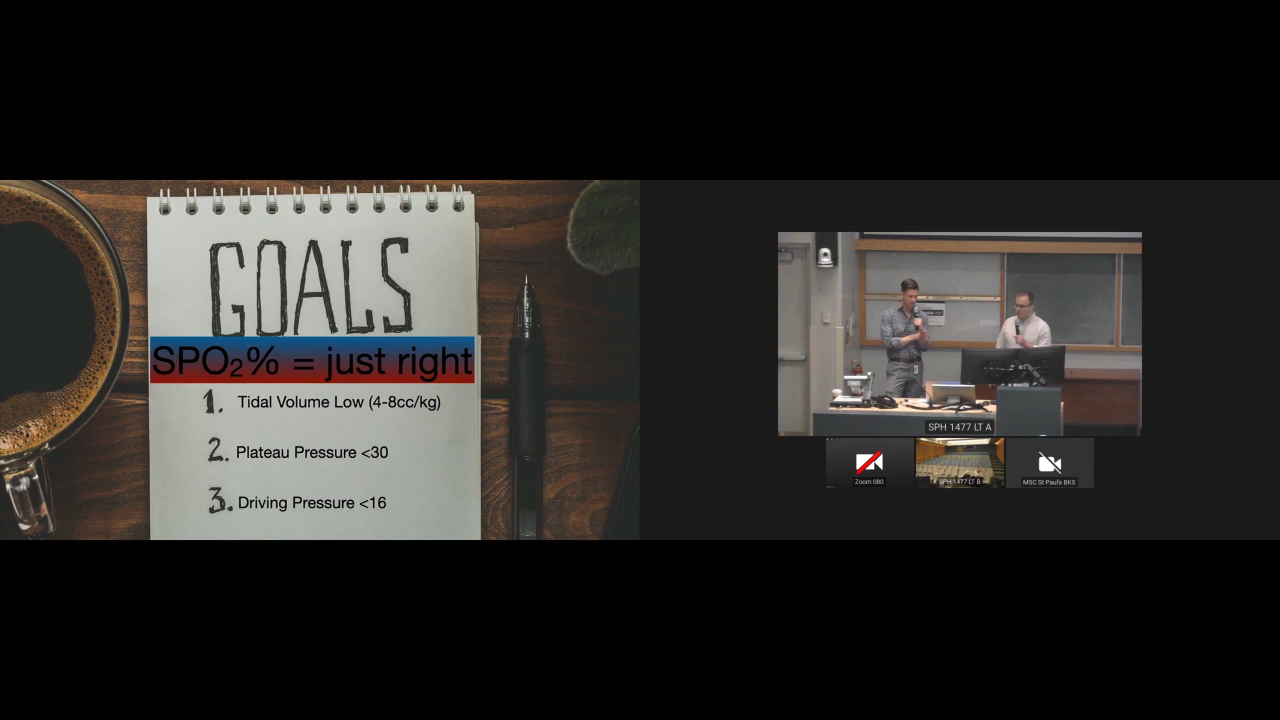 GOALS
SPO₂% = just right
1. Tidal Volume Low (4-8cc/kg)
2. Plateau Pressure <30
3. Driving Pressure <16
SPH 1477 LT A
Zoom 080
SPH 1477 LT B
MSC St Paul's BKS